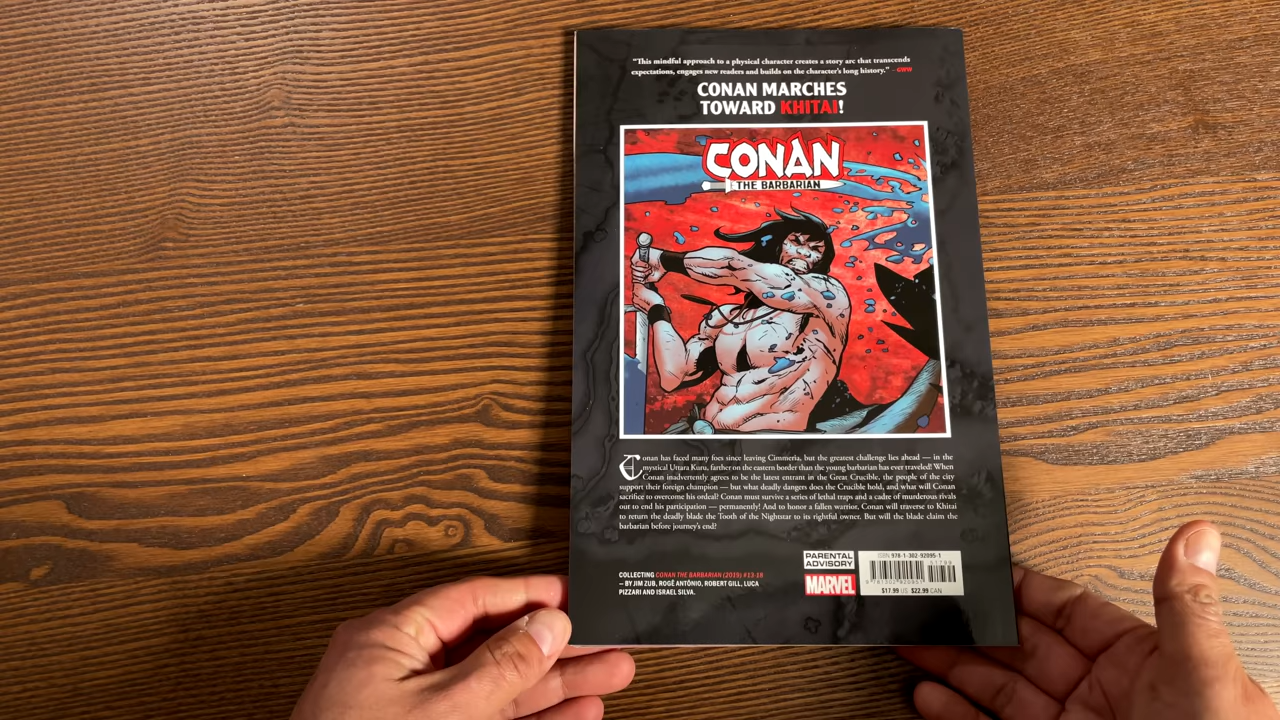 "This mindful approach to a physical character creates a story arc that transcends
expectations, engages new readers and builds on the character's long history." – GWW
CONAN MARCHES
TOWARD KHITAI!
CONAN
THE BARBARIAN
Conan has faced many foes since leaving Cimmeria, but the greatest challenge lies ahead — in the
mystical Uttara Kuru, farther on the eastern border than the young barbarian has ever traveled! When
Conan inadvertently agrees to be the latest entrant in the Great Crucible, the people of the city
support their foreign champion — but what deadly dangers does the Crucible hold, and what will Conan
sacrifice to overcome his ordeal? Conan must survive a series of lethal traps and a cadre of murderous rivals
out to end his participation — permanently! And to honor a fallen warrior, Conan will traverse to Khitai
to return the deadly blade the Tooth of the Nightstar to its rightful owner. But will the blade claim the
barbarian before journey's end?
COLLECTING CONAN THE BARBARIAN (2019) #13-18
— BY JIM ZUB, ROGÊ ANTÔNIO, ROBERT GILL, LUCA
PIZZARI AND ISRAEL SILVA.
PARENTAL
ADVISORY
MARVEL
ISBN 978-1-302-92095-1
51799
9 781302 920951
$17.99 US $22.99 CAN